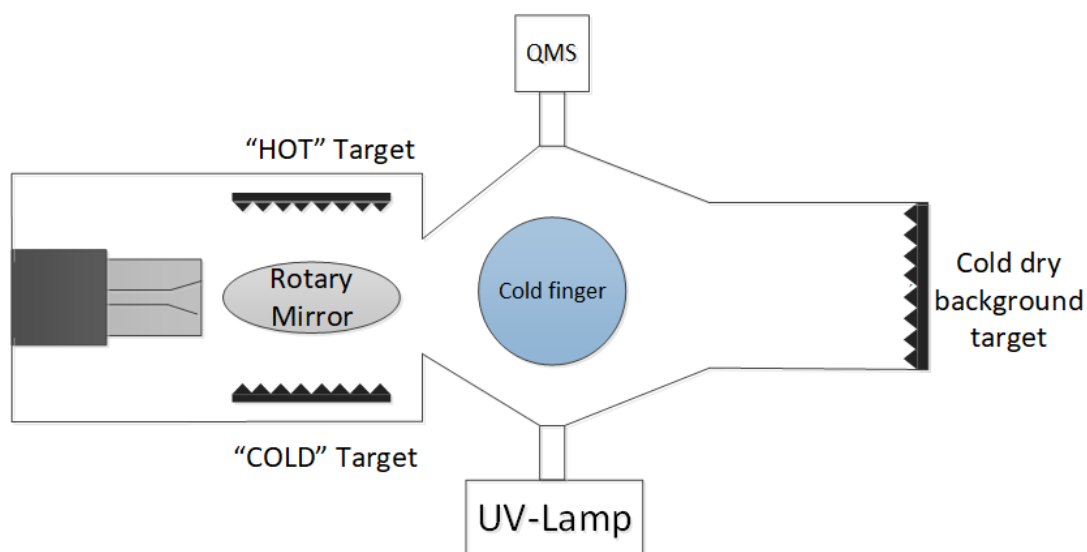 QMS
“HOT” Target
Rotary
Mirror
Cold finger
Cold dry
background
target
“COLD” Target
UV-Lamp